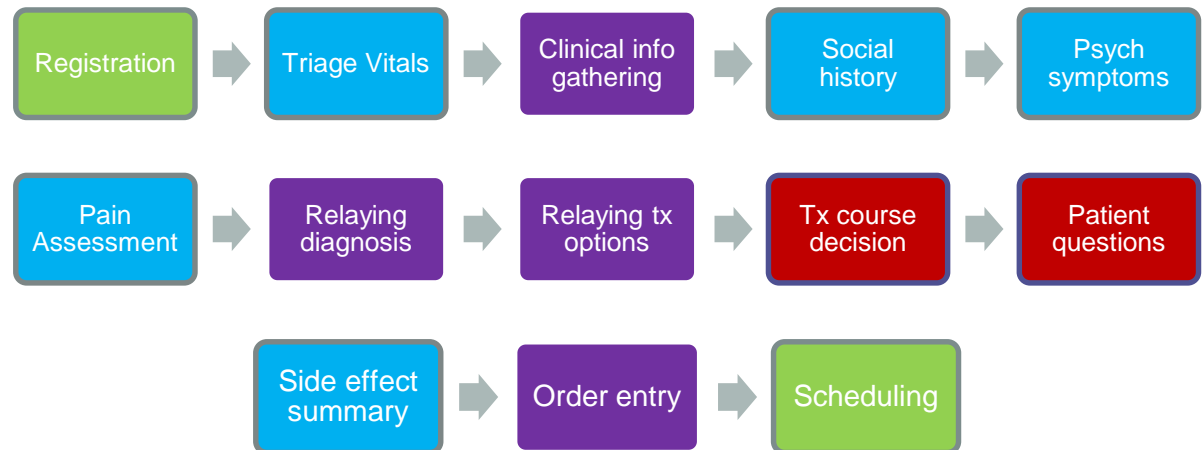 Registration
Triage Vitals
Clinical info
gathering
Social
history
Psych
symptoms
Pain
Assessment
Relaying
diagnosis
Relaying tx
options
Tx course
decision
Patient
questions
Side effect
summary
Order entry
Scheduling